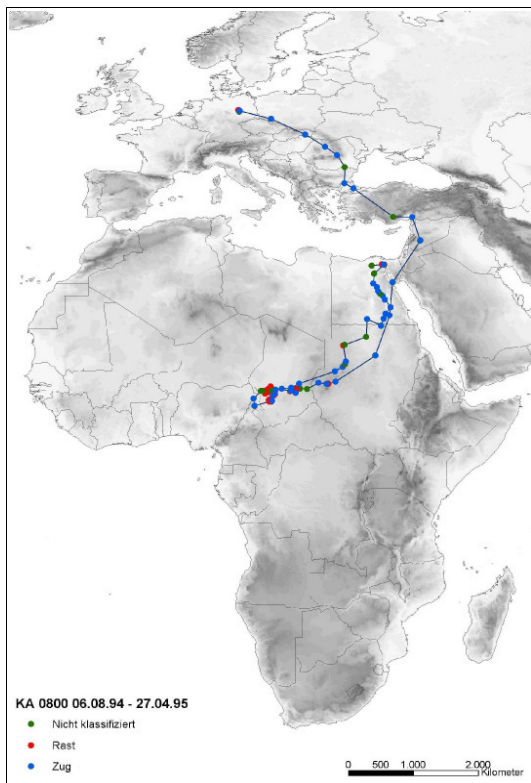 KA 0800 06.08.94 - 27.04.95
Nicht klassifiziert
Rast
Zug
0 500 1.000 2.000
Kilometer